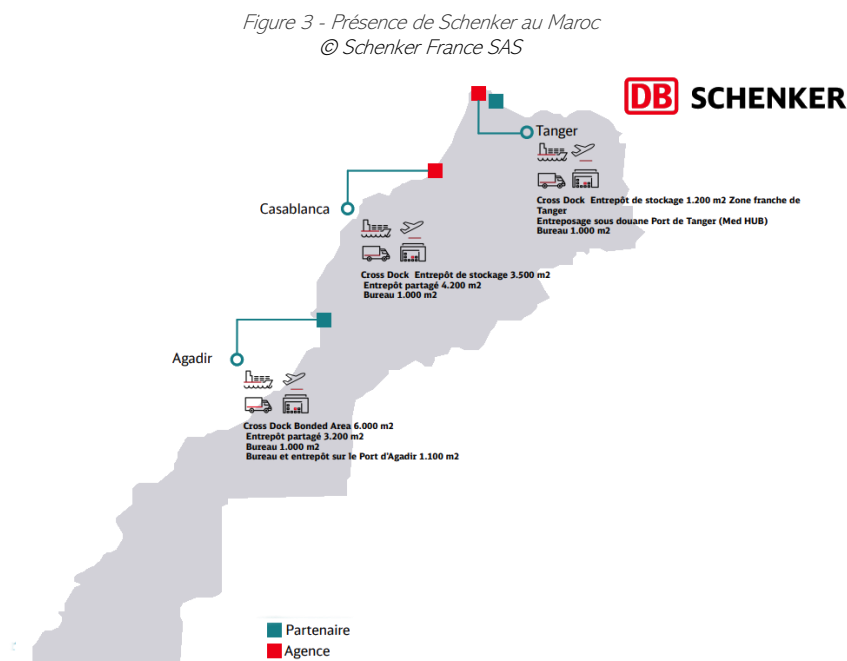 Figure 3 - Présence de Schenker au Maroc
© Schenker France SAS
DB SCHENKER
Tanger
Cross Dock Entrepôt de stockage 1.200 m2 Zone franche de
Tanger
Entreposage sous douane Port de Tanger (Med HUB)
Bureau 1.000 m2
Casablanca
Cross Dock Entrepôt de stockage 3.500 m2
Entrepôt partagé 4.200 m2
Bureau 1.000 m2
Agadir
Cross Dock Bonded Area 6.000 m2
Entrepôt partagé 3.200 m2
Bureau 1.000 m2
Bureau et entrepôt sur le Port d'Agadir 1.100 m2
Partenaire
Agence